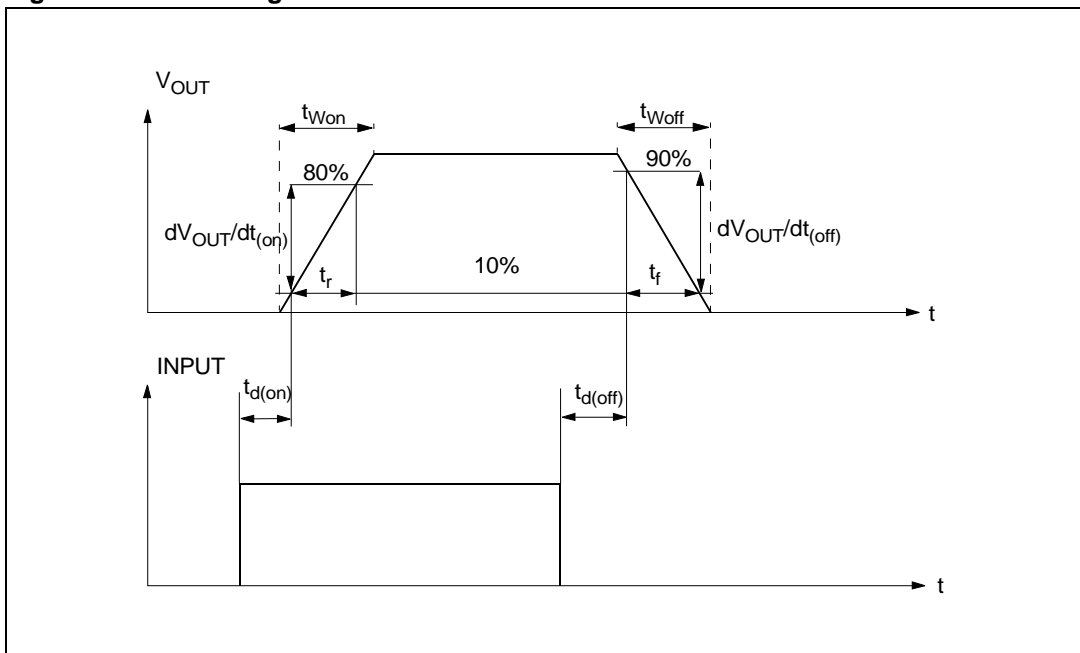 V_OUT
t_Won
t_Woff
80%
90%
dV_OUT/dt_(on)
dV_OUT/dt_(off)
t_r
10%
t_f
t
INPUT
t_d(on)
t_d(off)
t